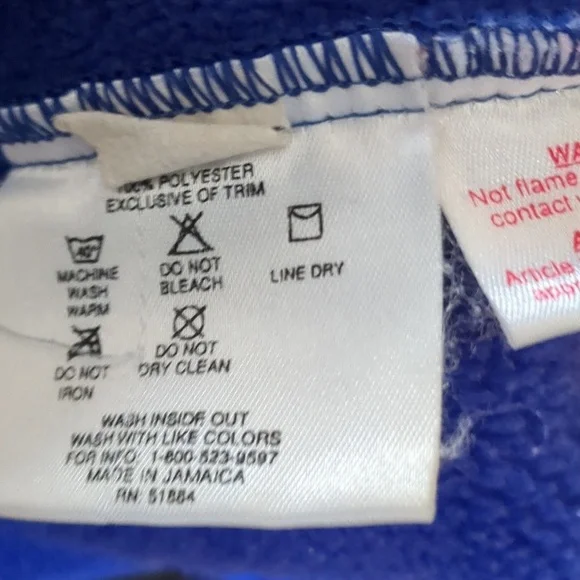 100% POLYESTER
EXCLUSIVE OF TRIM
40°
MACHINE
WASH
WARM
DO NOT
BLEACH
LINE DRY
DO NOT
IRON
DO NOT
DRY CLEAN
WASH INSIDE OUT
WASH WITH LIKE COLORS
FOR INFO 1-800-523-9597
MADE IN JAMAICA
RN: 51884
Not flame
contact
Article